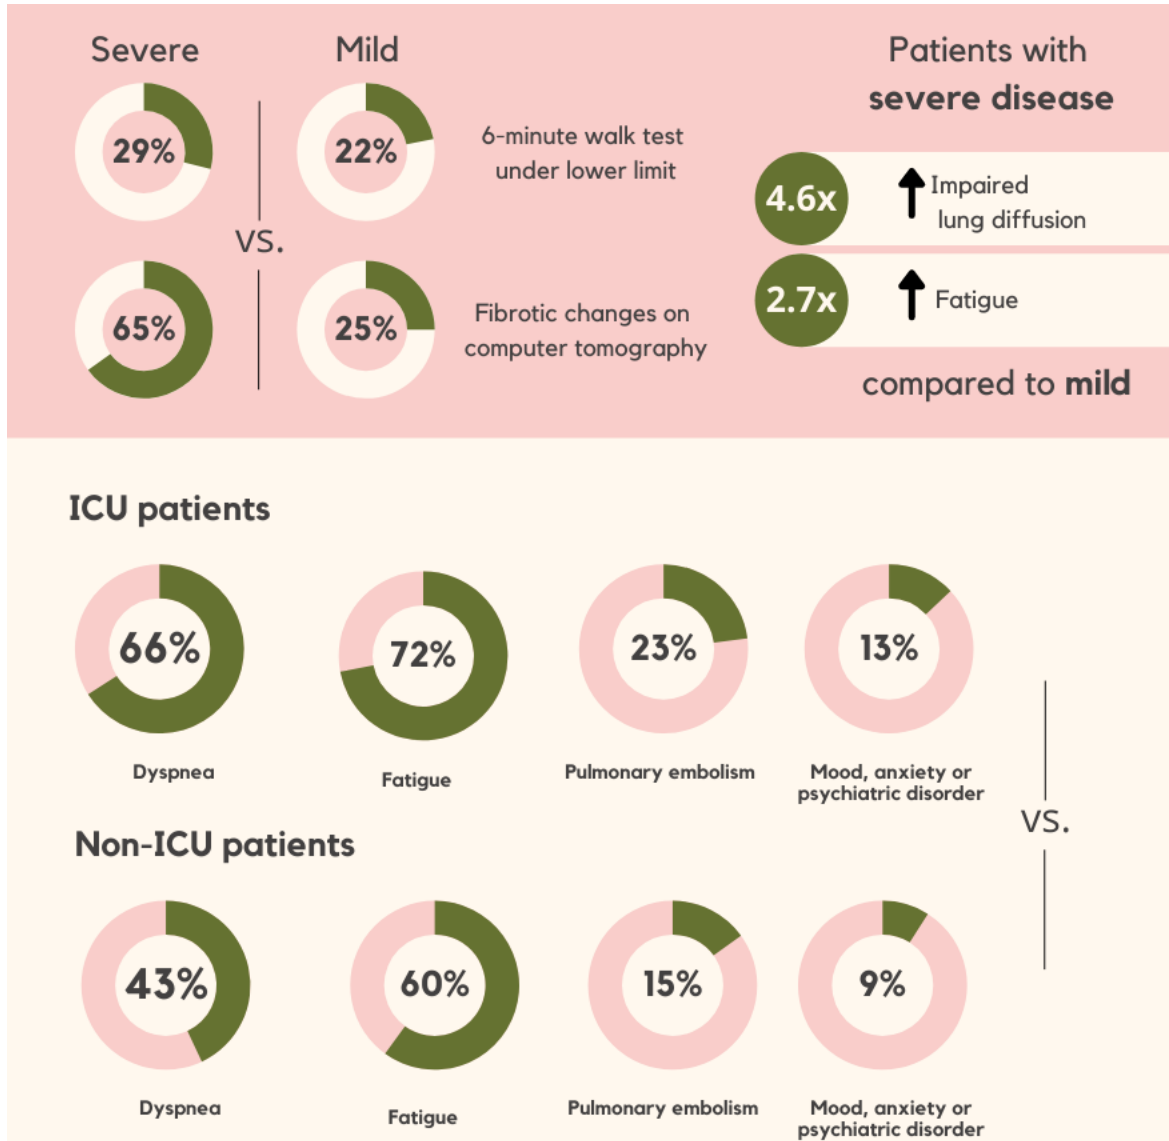 Severe
Mild
29%
22%
6-minute walk test
under lower limit
vs.
65%
25%
Fibrotic changes on
computer tomography
Patients with
severe disease
4.6x
Impaired
lung diffusion
2.7x
Fatigue
compared to mild
ICU patients
66%
72%
23%
13%
Dyspnea
Fatigue
Pulmonary embolism
Mood, anxiety or
psychiatric disorder
vs.
Non-ICU patients
43%
60%
15%
9%
Dyspnea
Fatigue
Pulmonary embolism
Mood, anxiety or
psychiatric disorder